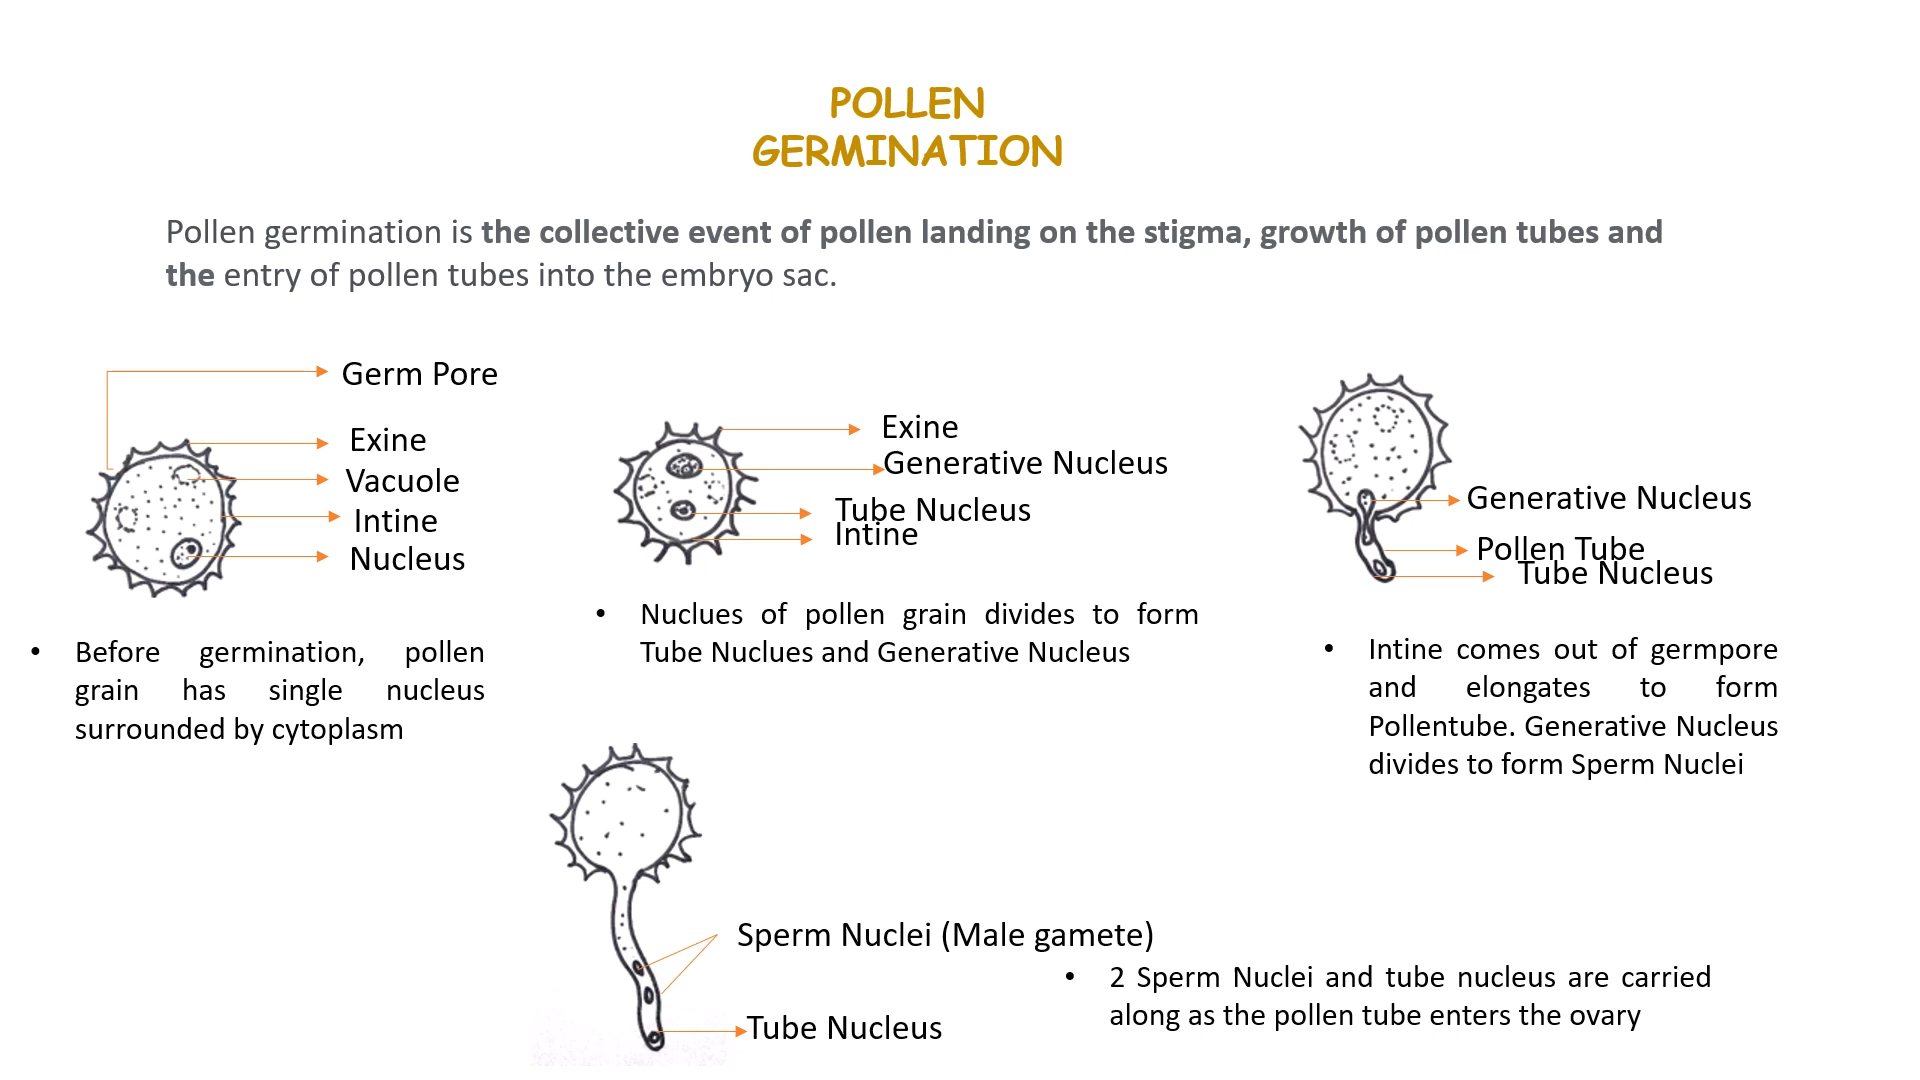 POLLEN
GERMINATION
Pollen germination is the collective event of pollen landing on the stigma, growth of pollen tubes and
the entry of pollen tubes into the embryo sac.
Germ Pore
Exine
Vacuole
Intine
Nucleus
• Before germination, pollen
grain has single nucleus
surrounded by cytoplasm
Exine
Generative Nucleus
Tube Nucleus
Intine
• Nuclues of pollen grain divides to form
Tube Nuclues and Generative Nucleus
Generative Nucleus
Pollen Tube
Tube Nucleus
• Intine comes out of germpore
and elongates to form
Pollentube. Generative Nucleus
divides to form Sperm Nuclei
Sperm Nuclei (Male gamete)
Tube Nucleus
• 2 Sperm Nuclei and tube nucleus are carried
along as the pollen tube enters the ovary